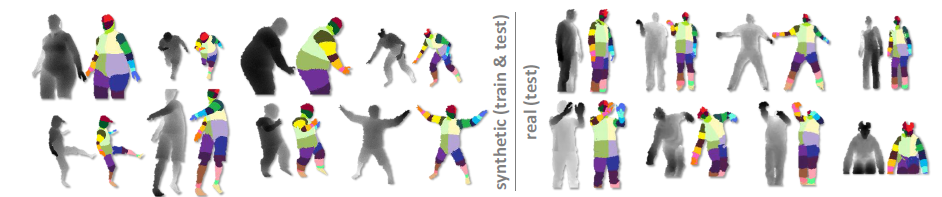 synthetic (train & test)
real (test)